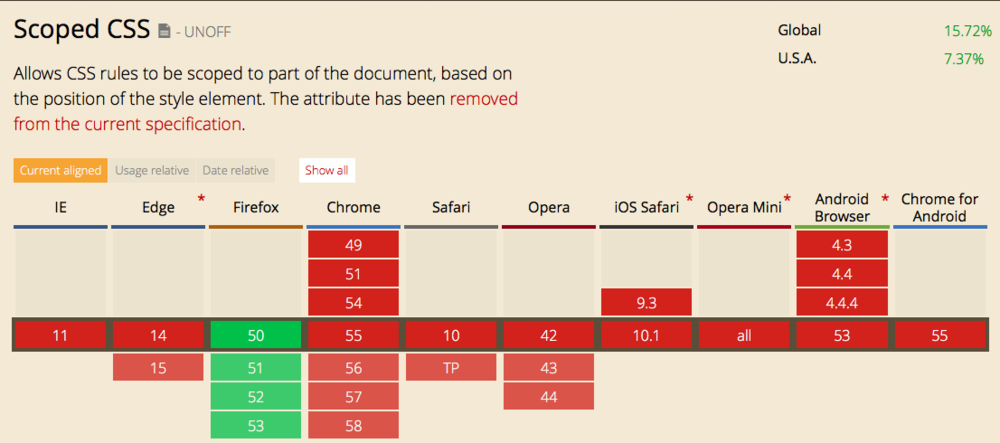 Scoped CSS - UNOFF
Global 15.72%
U.S.A. 7.37%
Allows CSS rules to be scoped to part of the document, based on
the position of the style element. The attribute has been removed
from the current specification.
Current aligned Usage relative Date relative Show all
IE Edge * Firefox Chrome Safari Opera iOS Safari * Opera Mini * Android Browser * Chrome for Android
49 4.3
51 4.4
54 9.3 4.4.4
11 14 50 55 10 42 10.1 all 53 55
15 51 56 TP 43
52 57 44
53 58